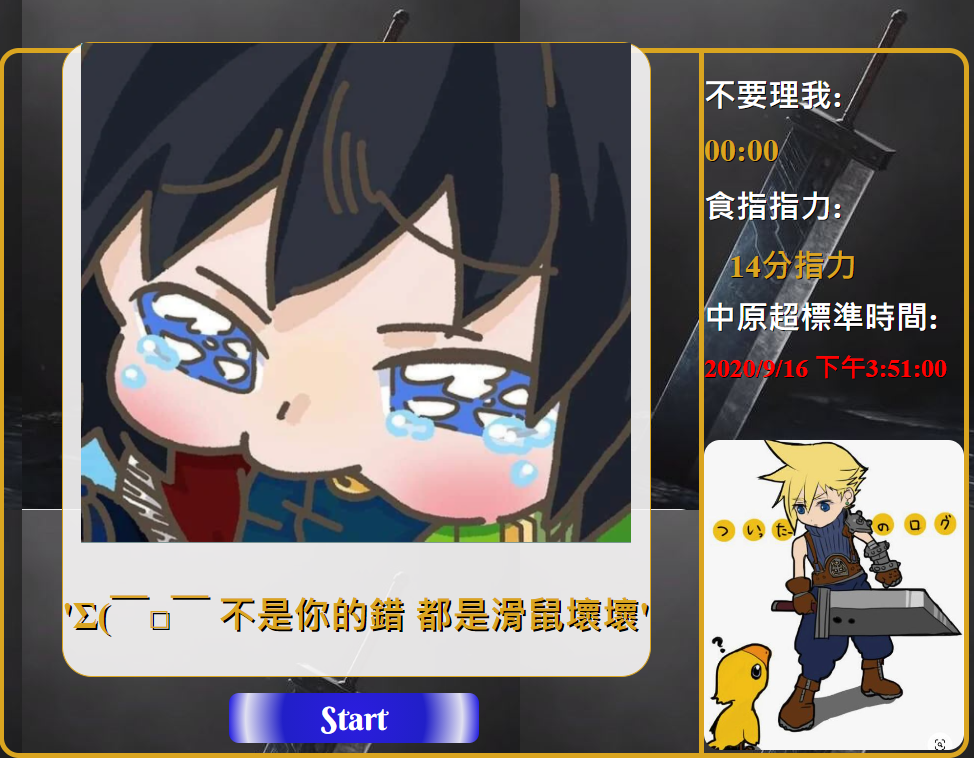 不要理我:
00:00
食指指力:
14分指力
中原超標準時間:
2020/9/16 下午3:51:00
ついた のログ
'Σ(￣□￣ 不是你的錯 都是滑鼠壞壞'
?
Start